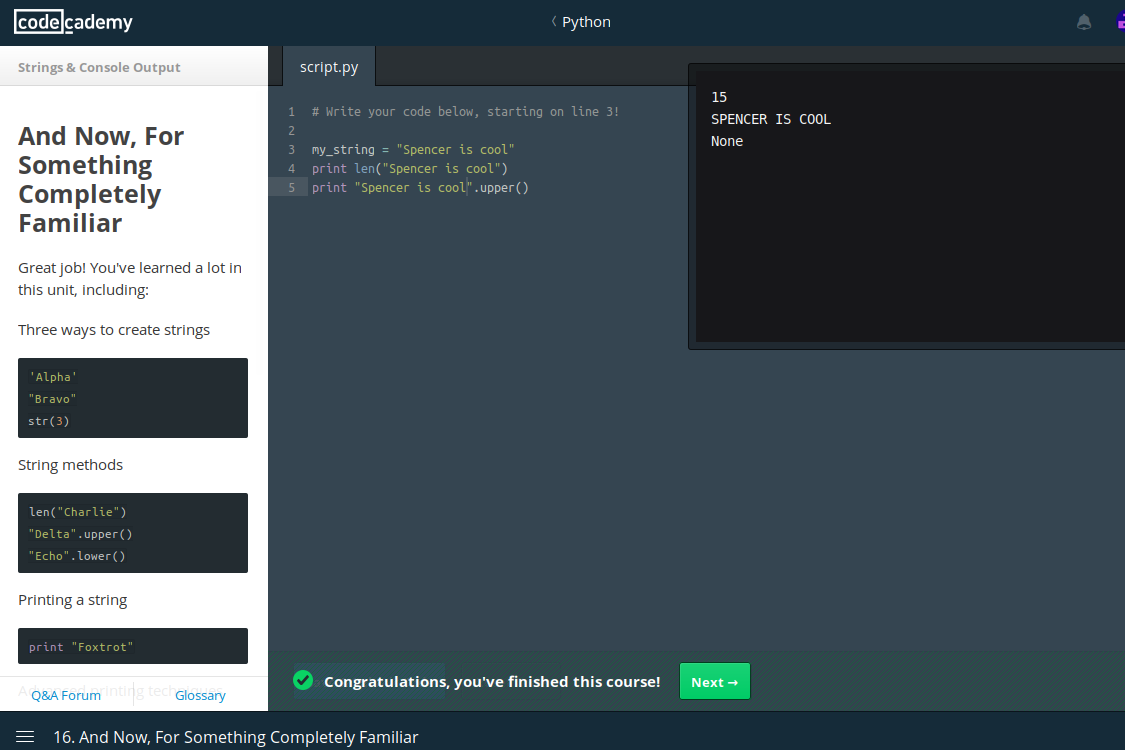 codecademy
Python
Strings & Console Output
script.py
And Now, For
Something
Completely
Familiar
Great job! You've learned a lot in
this unit, including:
Three ways to create strings
'Alpha'
"Bravo"
str(3)
String methods
len("Charlie")
"Delta".upper()
"Echo".lower()
Printing a string
print "Foxtrot"
Q&A Forum
Glossary
1 # Write your code below, starting on line 3!
2
3 my_string = "Spencer is cool"
4 print len("Spencer is cool")
5 print "Spencer is cool".upper()
15
SPENCER IS COOL
None
Congratulations, you've finished this course!
Next →
16. And Now, For Something Completely Familiar